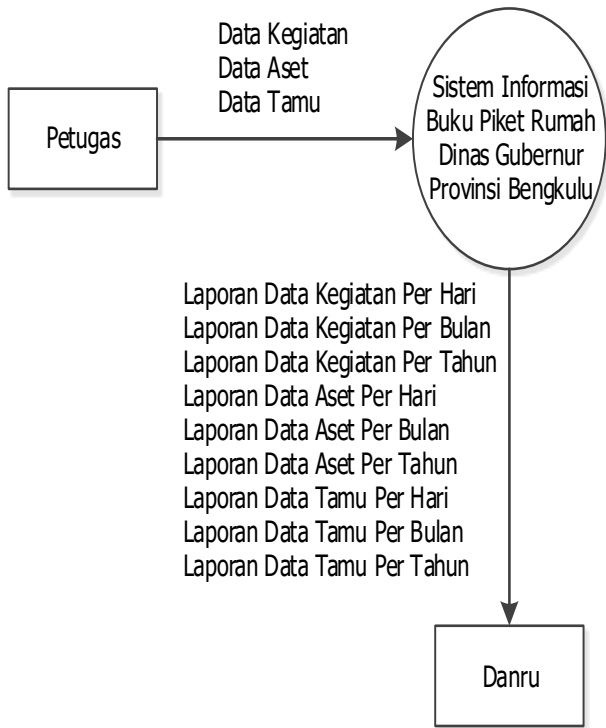 Data Kegiatan
Data Aset
Data Tamu
Petugas
Sistem Informasi
Buku Piket Rumah
Dinas Gubernur
Provinsi Bengkulu
Laporan Data Kegiatan Per Hari
Laporan Data Kegiatan Per Bulan
Laporan Data Kegiatan Per Tahun
Laporan Data Aset Per Hari
Laporan Data Aset Per Bulan
Laporan Data Aset Per Tahun
Laporan Data Tamu Per Hari
Laporan Data Tamu Per Bulan
Laporan Data Tamu Per Tahun
Danru